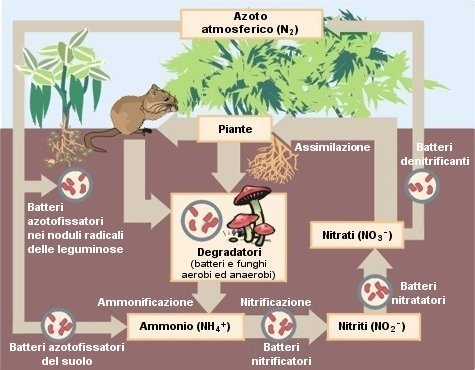 Azoto
atmosferico (N₂)
Piante
Assimilazione
Batteri
denitrificanti
Batteri
azotofissatori
nei noduli radicali
delle leguminose
Degradatori
(batteri e funghi
aerobi ed anaerobi)
Nitrati (NO₃⁻)
Ammonificazione
Nitrificazione
Batteri
nitratatori
Ammonio (NH₄⁺)
Nitriti (NO₂⁻)
Batteri azotofissatori
del suolo
Batteri
nitrificatori